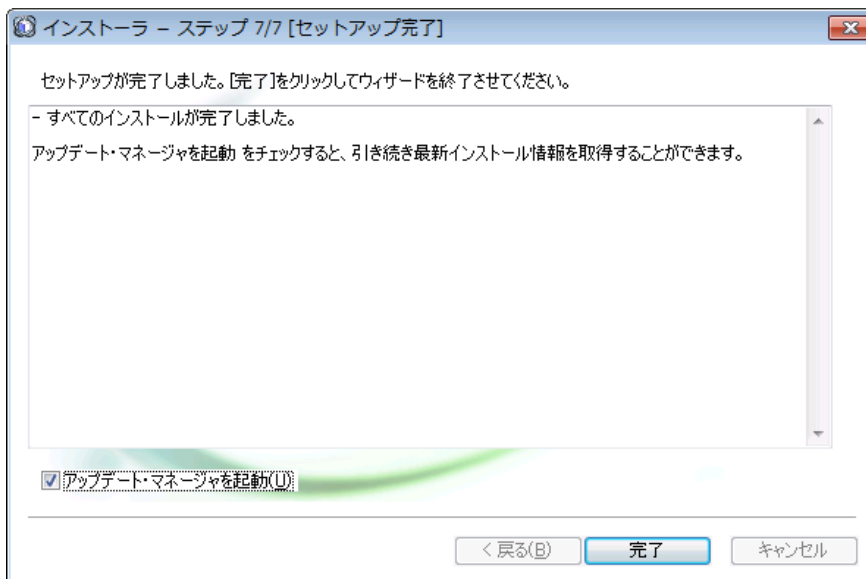 インストーラ － ステップ 7/7 [セットアップ完了]
セットアップが完了しました。[完了]をクリックしてウィザードを終了させてください。
- すべてのインストールが完了しました。
アップデート・マネージャを起動 をチェックすると、引き続き最新インストール情報を取得することができます。
アップデート・マネージャを起動(U)
< 戻る(B)
完了
キャンセル